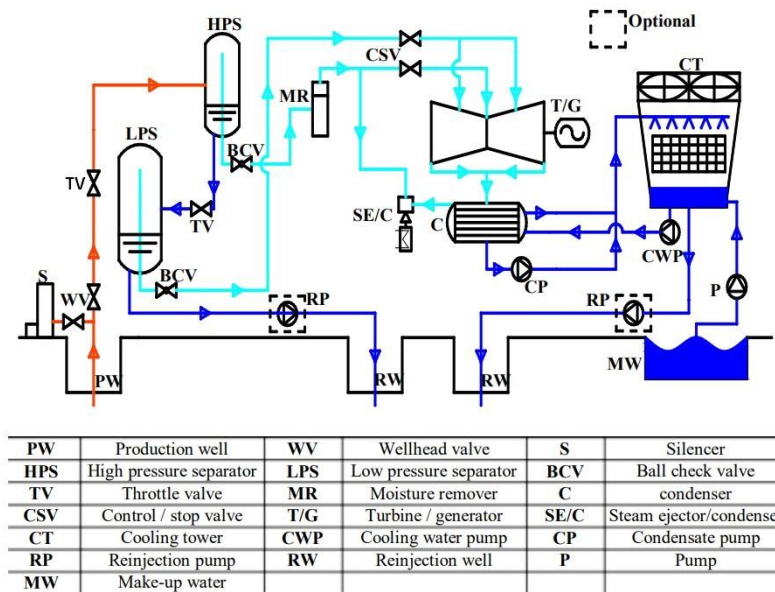 HPS
Optional
CSV
CT
MR
T/G
LPS
BCV
TV
TV
SE/C
C
CWP
S
WV
BCV
RP
CP
RP
P
PW
RW
RW
MW
PW Production well WV Wellhead valve S Silencer
HPS High pressure separator LPS Low pressure separator BCV Ball check valve
TV Throttle valve MR Moisture remover C condenser
CSV Control / stop valve T/G Turbine / generator SE/C Steam ejector/condense
CT Cooling tower CWP Cooling water pump CP Condensate pump
RP Reinjection pump RW Reinjection well P Pump
MW Make-up water